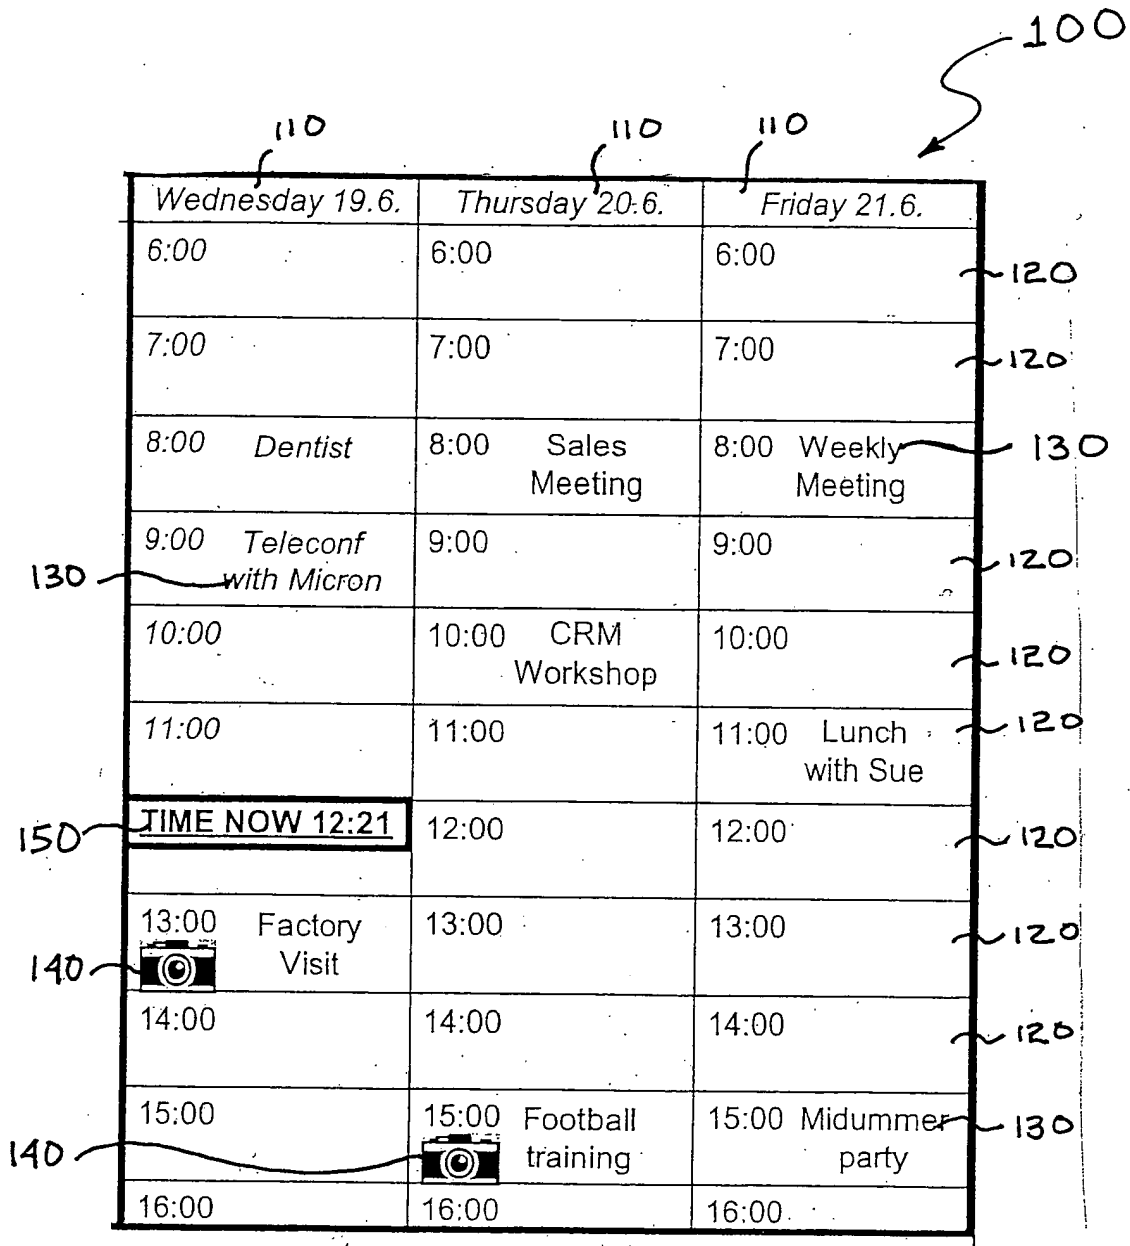 100
110 110 110
Wednesday 19.6. Thursday 20.6. Friday 21.6.
6:00 6:00 6:00 120
7:00 7:00 7:00 120
8:00 Dentist 8:00 Sales 8:00 Weekly 130
Meeting Meeting
9:00 Teleconf 9:00 9:00 120
130 with Micron
10:00 10:00 CRM 10:00 120
Workshop
11:00 11:00 11:00 Lunch 120
with Sue
150 TIME NOW 12:21 12:00 12:00 120
13:00 Factory 13:00 13:00 120
140 Visit
14:00 14:00 14:00 120
15:00 15:00 Football 15:00 Midummer 130
140 training party
16:00 16:00 16:00